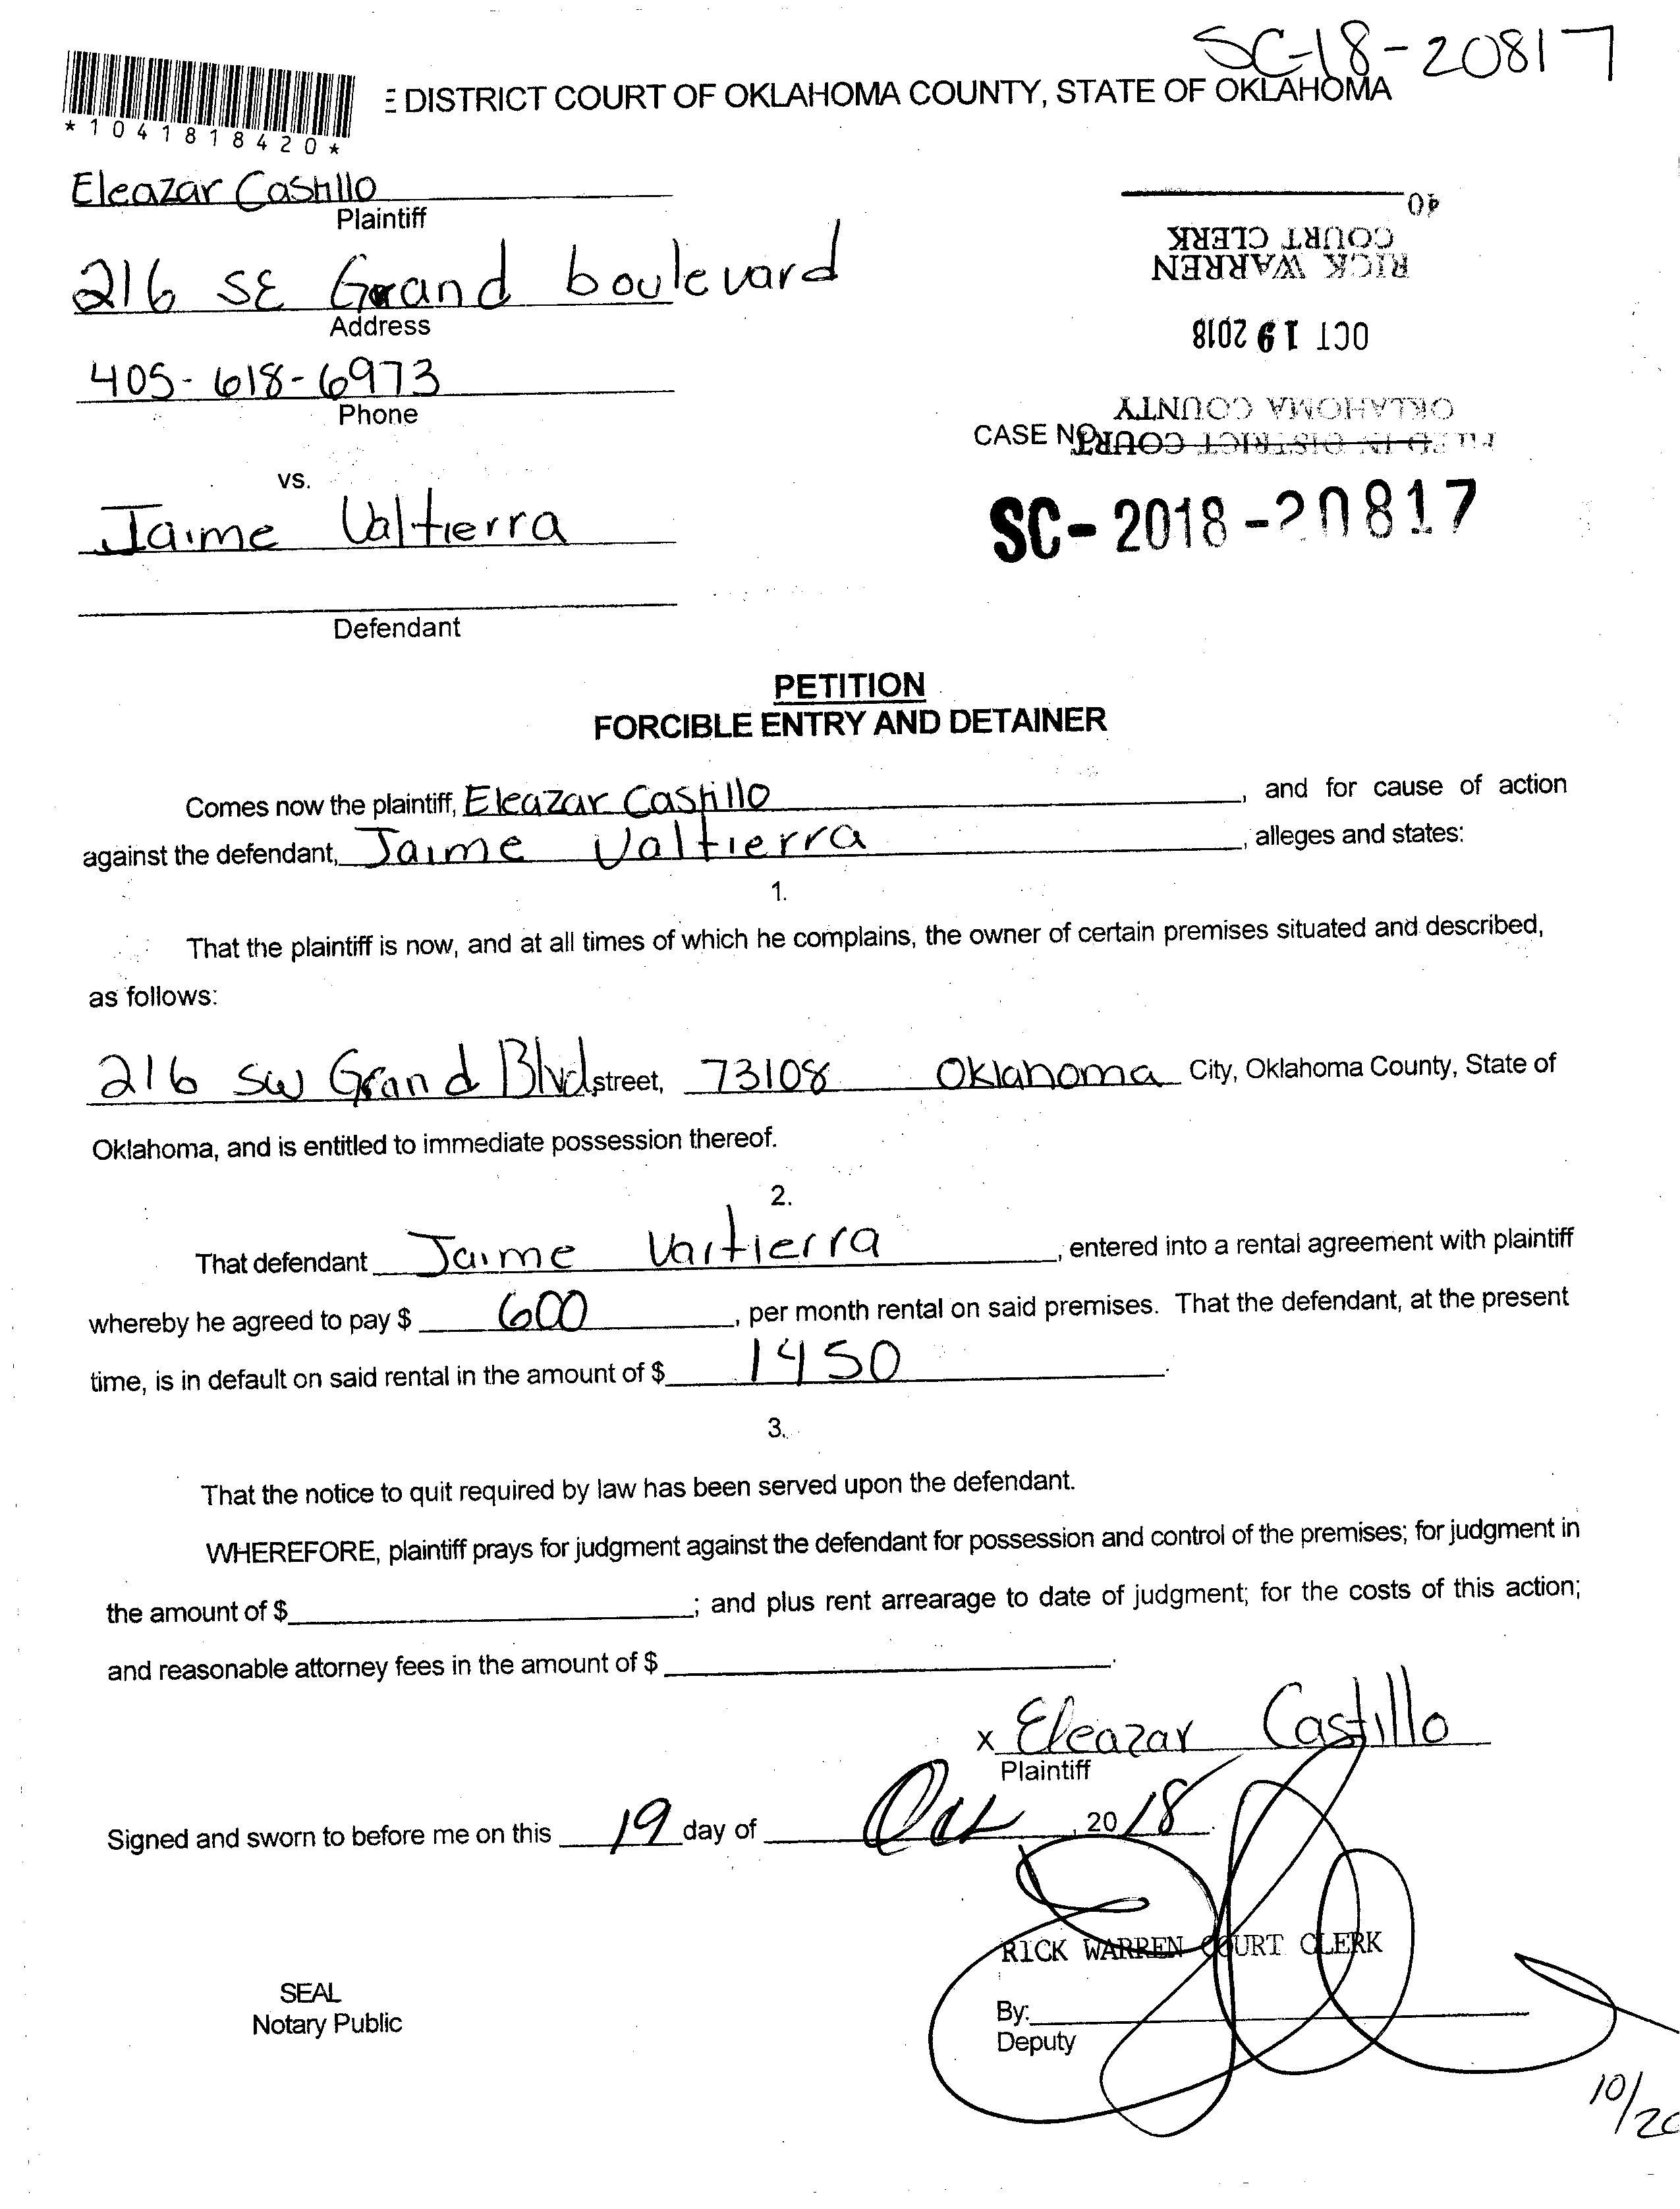 SC-18-20817
E DISTRICT COURT OF OKLAHOMA COUNTY, STATE OF OKLAHOMA
*1041818420*
Eleazar Castillo
Plaintiff
216 SE Grand boulevard
Address
405-618-6973
Phone
FILED IN DISTRICT COURT
OKLAHOMA COUNTY
OCT 19 2018
RICK WARREN
COURT CLERK
40
CASE NO.
vs.
SC-2018-20817
Jaime Valtierra
Defendant
PETITION
FORCIBLE ENTRY AND DETAINER
Comes now the plaintiff, Eleazar Castillo, and for cause of action
against the defendant, Jaime Valtierra, alleges and states:
1.
That the plaintiff is now, and at all times of which he complains, the owner of certain premises situated and described,
as follows:
216 SW Grand Blvd street, 73108 Oklahoma City, Oklahoma County, State of
Oklahoma, and is entitled to immediate possession thereof.
2.
That defendant Jaime Vartierra, entered into a rental agreement with plaintiff
whereby he agreed to pay $ 600, per month rental on said premises. That the defendant, at the present
time, is in default on said rental in the amount of $ 1450.
3.
That the notice to quit required by law has been served upon the defendant.
WHEREFORE, plaintiff prays for judgment against the defendant for possession and control of the premises; for judgment in
the amount of $ ; and plus rent arrearage to date of judgment; for the costs of this action;
and reasonable attorney fees in the amount of $ .
x Eleazar Castillo
Plaintiff
Signed and sworn to before me on this 19 day of Oct, 2018.
RICK WARREN COURT CLERK
SEAL
Notary Public
By:
Deputy
10/20